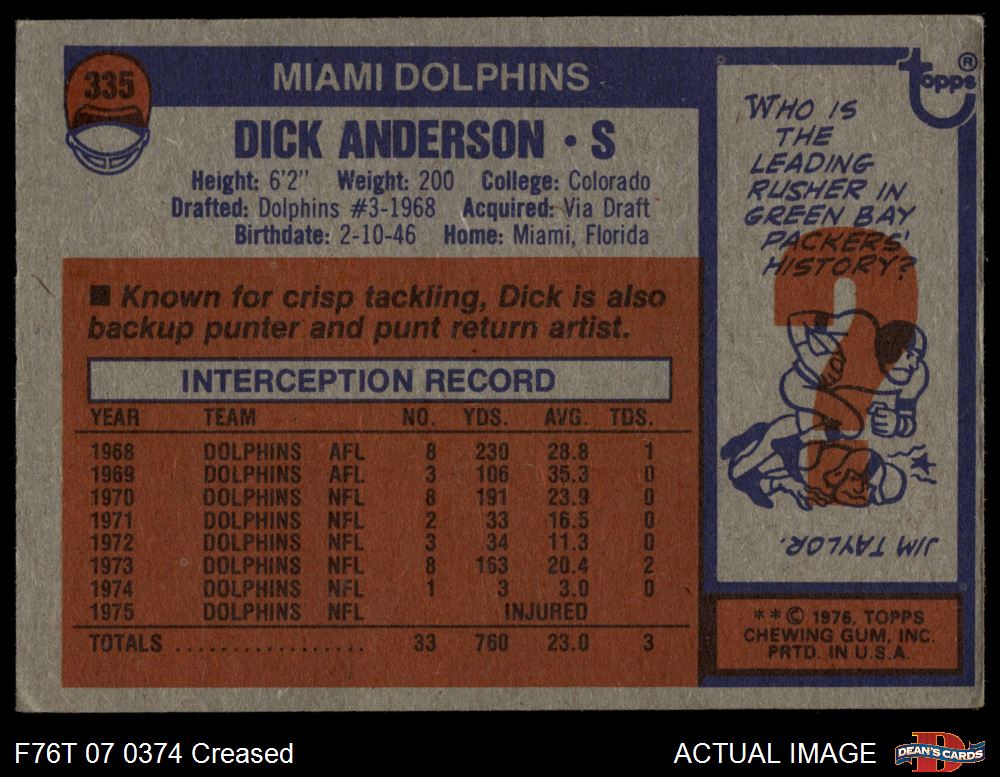 335
MIAMI DOLPHINS
DICK ANDERSON • S
Height: 6'2" Weight: 200 College: Colorado
Drafted: Dolphins #3-1968 Acquired: Via Draft
Birthdate: 2-10-46 Home: Miami, Florida
■ Known for crisp tackling, Dick is also
backup punter and punt return artist.
INTERCEPTION RECORD
YEAR TEAM NO. YDS. AVG. TDS.
1968 DOLPHINS AFL 8 230 28.8 1
1969 DOLPHINS AFL 3 106 35.3 0
1970 DOLPHINS NFL 8 191 23.9 0
1971 DOLPHINS NFL 2 33 16.5 0
1972 DOLPHINS NFL 3 34 11.3 0
1973 DOLPHINS NFL 8 163 20.4 2
1974 DOLPHINS NFL 1 3 3.0 0
1975 DOLPHINS NFL INJURED
TOTALS .................. 33 760 23.0 3
topps®
WHO IS
THE
LEADING
RUSHER IN
GREEN BAY
PACKERS'
HISTORY?
?
JIM TAYLOR.
* * © 1976, TOPPS
CHEWING GUM, INC.
PRTD. IN U.S.A.
F76T 07 0374 Creased
ACTUAL IMAGE
D
DEAN'S CARDS